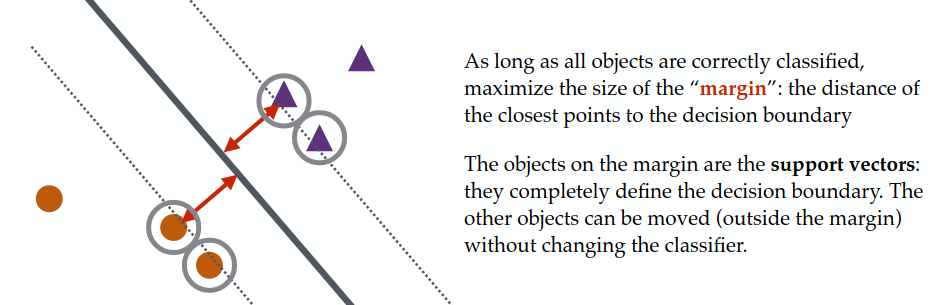 As long as all objects are correctly classified,
maximize the size of the “margin”: the distance of
the closest points to the decision boundary
The objects on the margin are the support vectors:
they completely define the decision boundary. The
other objects can be moved (outside the margin)
without changing the classifier.